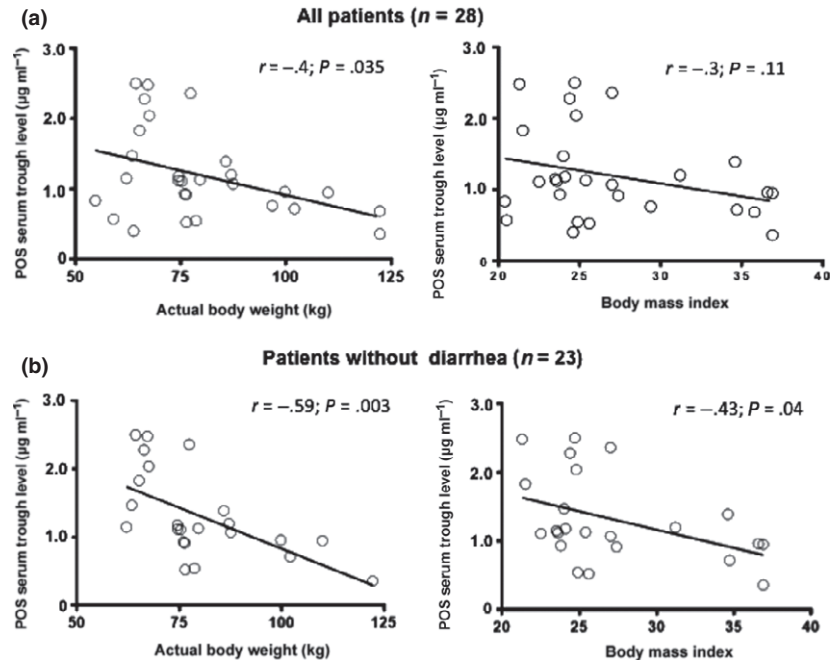 (a)
All patients (n = 28)
POS serum trough level (µg ml⁻¹)
3.0
2.0
1.0
0
r = –.4; P = .035
50 75 100 125
Actual body weight (kg)
POS serum trough level (µg ml⁻¹)
3.0
2.0
1.0
0
r = –.3; P = .11
20 25 30 35 40
Body mass index
(b)
Patients without diarrhea (n = 23)
POS serum trough level (µg ml⁻¹)
3.0
2.0
1.0
0
r = –.59; P = .003
50 75 100 125
Actual body weight (kg)
POS serum trough level (µg ml⁻¹)
3.0
2.0
1.0
0
r = –.43; P = .04
20 25 30 35 40
Body mass index